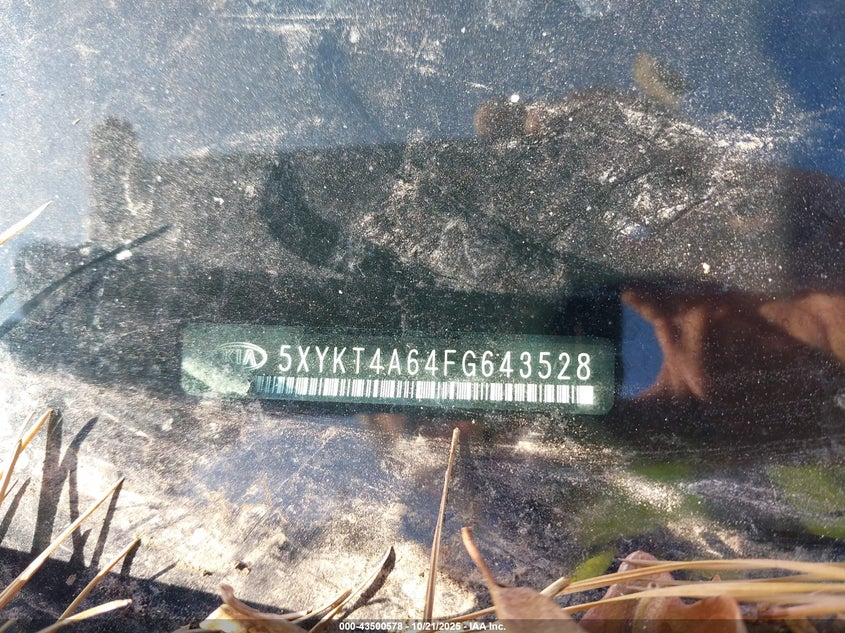 KIA 5XYKT4A64FG643528
000-43500578 - 10/21/2025 - IAA Inc.